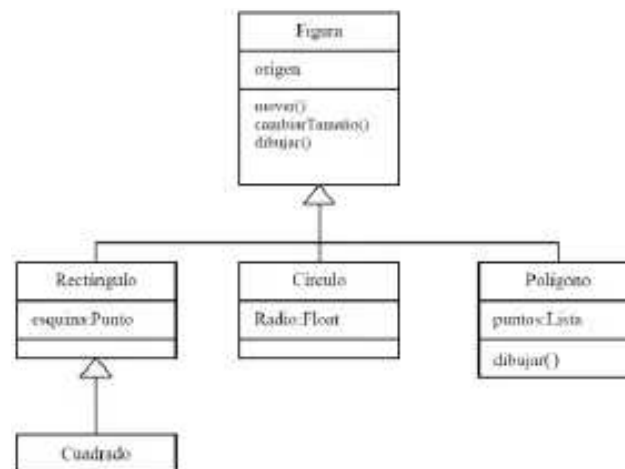 Figura
origen
mover()
cambiarTamaño()
dibujar()
Rectángulo
esquina:Punto
Círculo
Radio:Float
Polígono
puntos:Lista
dibujar()
Cuadrado